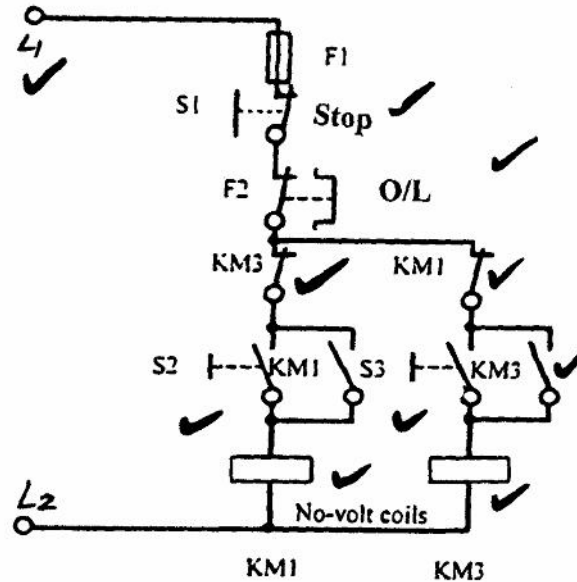 L1
F1
S1
Stop
F2
O/L
KM3
KM1
S2
KM1
S3
KM3
L2
No-volt coils
KM1
KM3